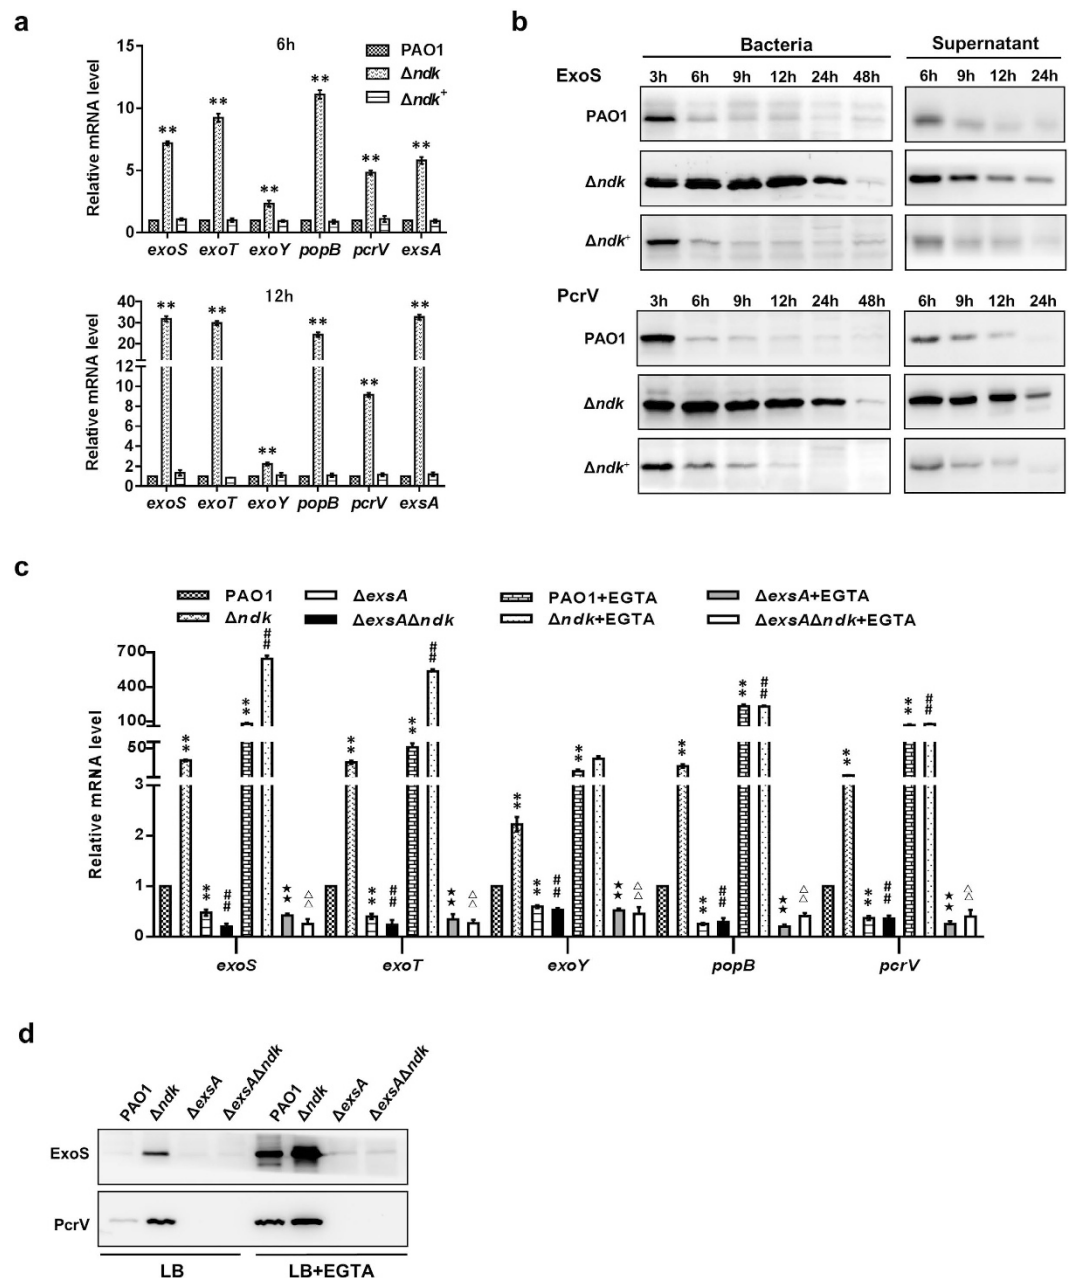 a
6h
PAO1
Δndk
Δndk⁺
Relative mRNA level
15
10
5
0
** ** ** ** ** **
exoS exoT exoY popB pcrV exsA
12h
Relative mRNA level
40
30
20
12
10
8
6
4
2
0
** ** ** ** ** **
exoS exoT exoY popB pcrV exsA
b
Bacteria Supernatant
ExoS 3h 6h 9h 12h 24h 48h 6h 9h 12h 24h
PAO1
Δndk
Δndk⁺
PcrV 3h 6h 9h 12h 24h 48h 6h 9h 12h 24h
PAO1
Δndk
Δndk⁺
c
PAO1 ΔexsA PAO1+EGTA ΔexsA+EGTA
Δndk ΔexsAΔndk Δndk+EGTA ΔexsAΔndk+EGTA
Relative mRNA level
700
400
100
50
3
2
1
0
** ** ## ** ## ★★ △△
** ** ## ** ## ★★ △△
** ** ## ** ★★ △△
** ** ## ** ## ★★ △△
** ** ## ** ## ★★ △△
exoS exoT exoY popB pcrV
d
PAO1 Δndk ΔexsA ΔexsAΔndk PAO1 Δndk ΔexsA ΔexsAΔndk
ExoS
PcrV
LB LB+EGTA